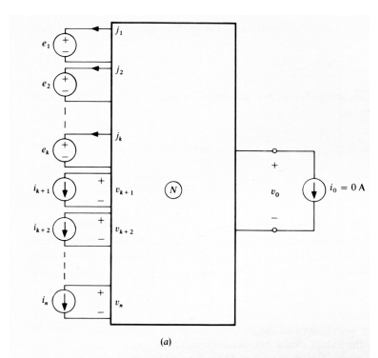 e₁ + − j₁
e₂ + − j₂
eₖ + − jₖ
iₖ₊₁ + − vₖ₊₁
iₖ₊₂ + − vₖ₊₂
iₙ + − vₙ
N
+ v₀ − i₀ = 0 A
(a)